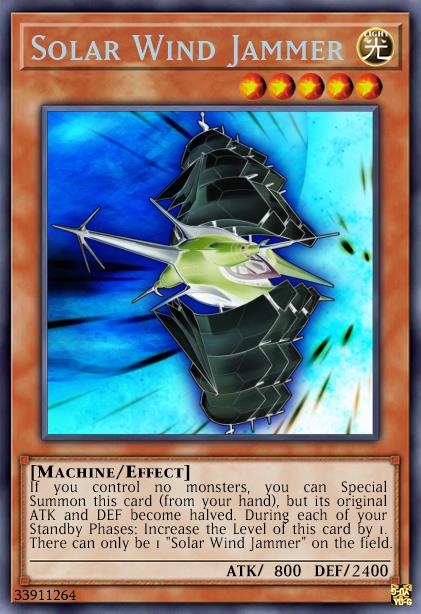 SOLAR WIND JAMMER
LIGHT
光
[MACHINE/EFFECT]
If you control no monsters, you can Special
Summon this card (from your hand), but its original
ATK and DEF become halved. During each of your
Standby Phases: Increase the Level of this card by 1.
There can only be 1 "Solar Wind Jammer" on the field.
ATK/ 800 DEF/2400
33911264